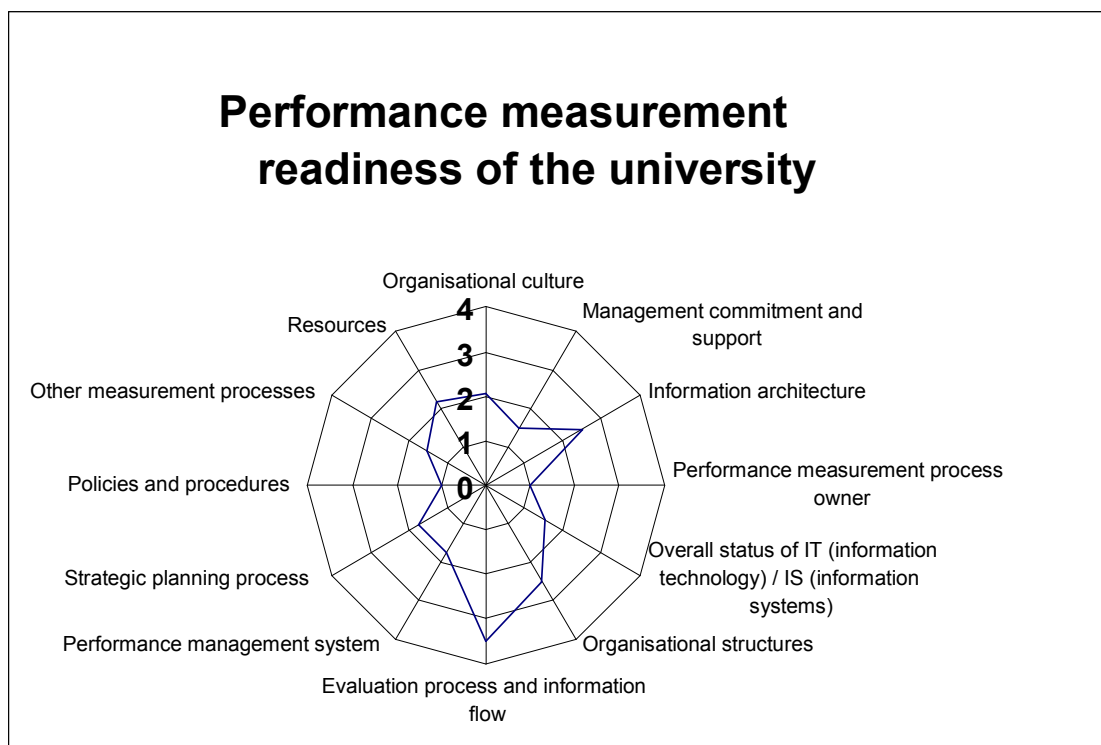 Performance measurement
readiness of the university
Organisational culture
4
3
2
1
0
Management commitment and
support
Information architecture
Performance measurement process
owner
Overall status of IT (information
technology) / IS (information
systems)
Organisational structures
Evaluation process and information
flow
Performance management system
Strategic planning process
Policies and procedures
Other measurement processes
Resources